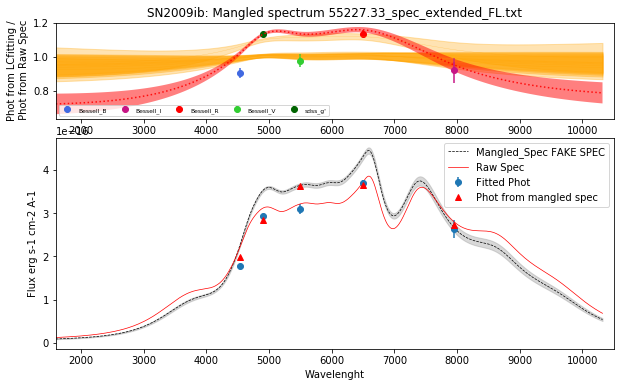 SN2009ib: Mangled spectrum 55227.33_spec_extended_FL.txt
Phot from LCfitting /
Phot from Raw Spec
1.2
1.0
0.8
Bessell_B
Bessell_I
Bessell_R
Bessell_V
sdss_g'
2000 3000 4000 5000 6000 7000 8000 9000 10000
1e−16
Flux erg s-1 cm-2 A-1
4
3
2
1
0
Mangled_Spec FAKE SPEC
Raw Spec
Fitted Phot
Phot from mangled spec
2000 3000 4000 5000 6000 7000 8000 9000 10000
Wavelenght